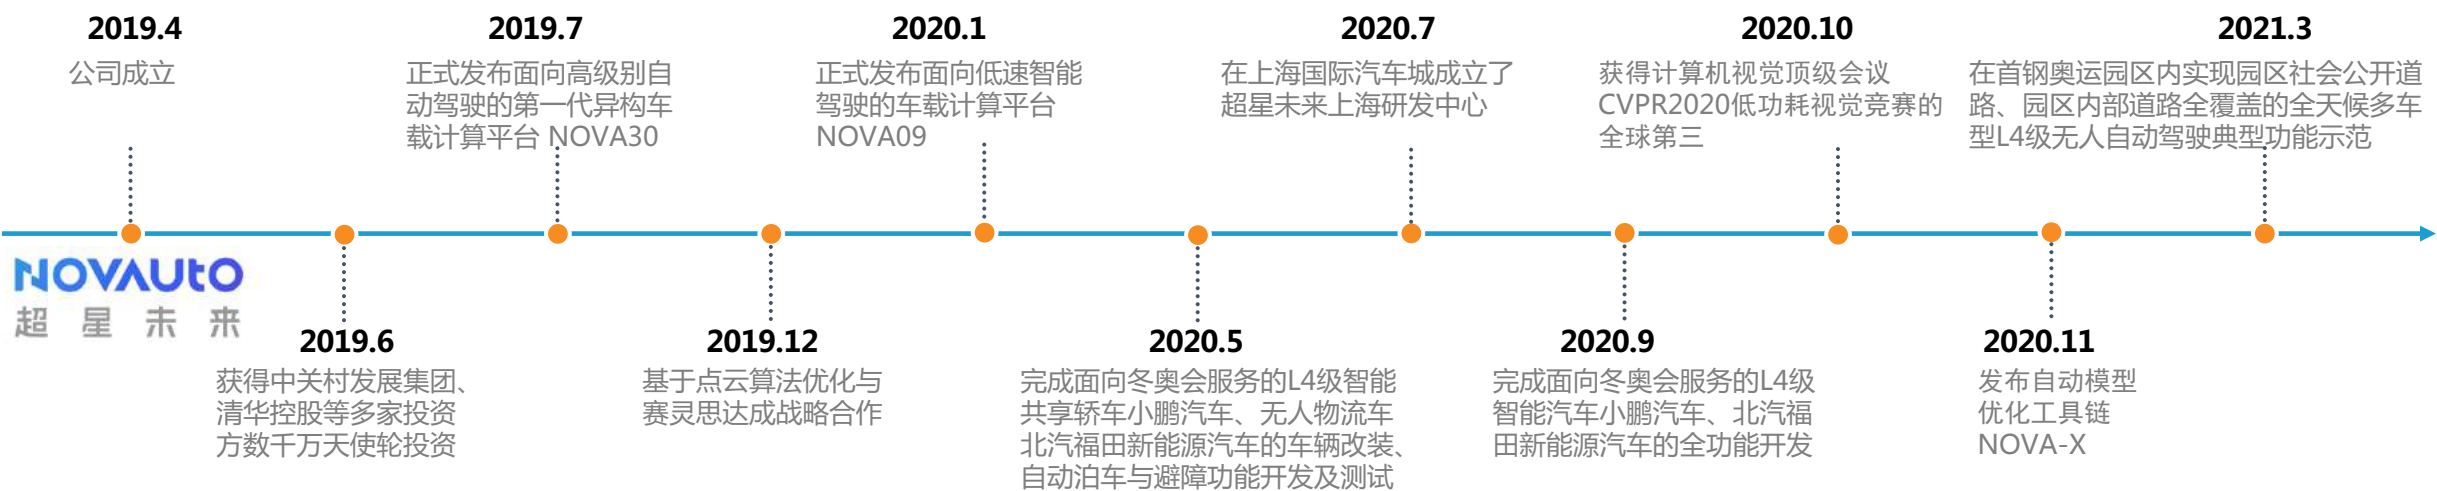 2019.4
公司成立
2019.7
正式发布面向高级别自
动驾驶的第一代异构车
载计算平台 NOVA30
2020.1
正式发布面向低速智能
驾驶的车载计算平台
NOVA09
2020.7
在上海国际汽车城成立了
超星未来上海研发中心
2020.10
获得计算机视觉顶级会议
CVPR2020低功耗视觉竞赛的
全球第三
2021.3
在首钢奥运园区内实现园区社会公开道
路、园区内部道路全覆盖的全天候多车
型L4级无人自动驾驶典型功能示范
NOVAUTO
超星未来
2019.6
获得中关村发展集团、
清华控股等多家投资
方数千万天使轮投资
2019.12
基于点云算法优化与
赛灵思达成战略合作
2020.5
完成面向冬奥会服务的L4级智能
共享轿车小鹏汽车、无人物流车
北汽福田新能源汽车的车辆改装、
自动泊车与避障功能开发及测试
2020.9
完成面向冬奥会服务的L4级
智能汽车小鹏汽车、北汽福
田新能源汽车的全功能开发
2020.11
发布自动模型
优化工具链
NOVA-X